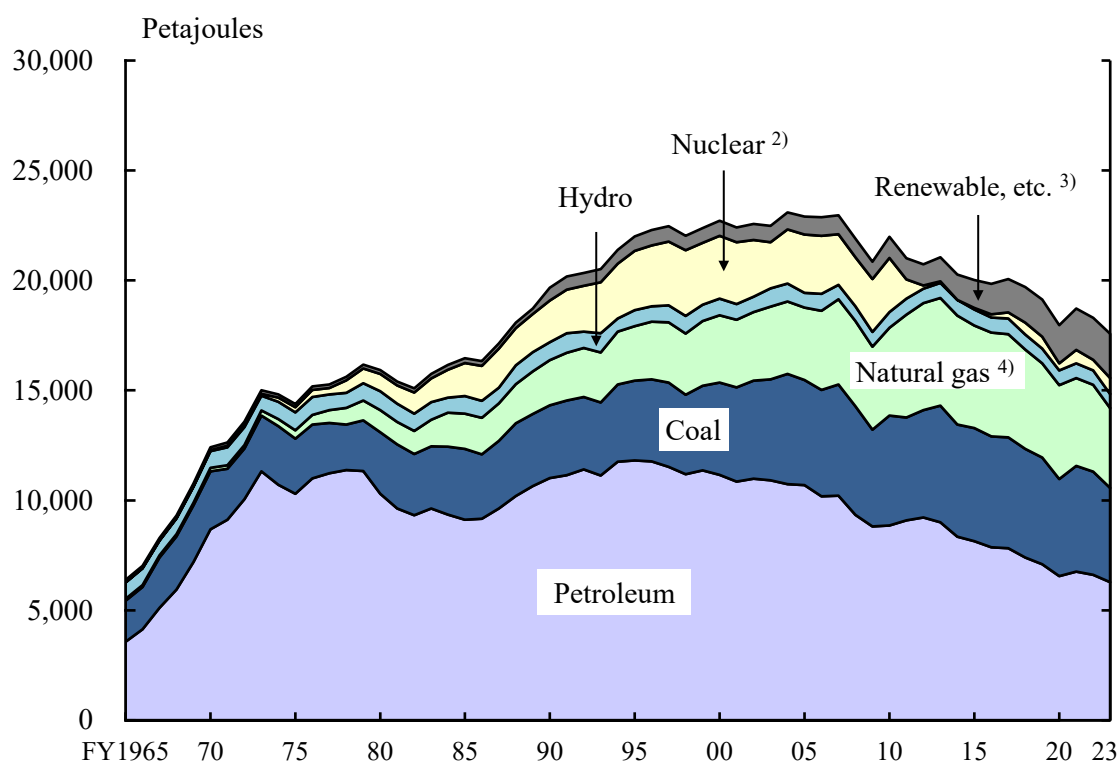 Petajoules
30,000
25,000
20,000
15,000
10,000
5,000
0
Nuclear 2)
Renewable, etc. 3)
Hydro
Natural gas 4)
Coal
Petroleum
FY1965 70 75 80 85 90 95 00 05 10 15 20 23